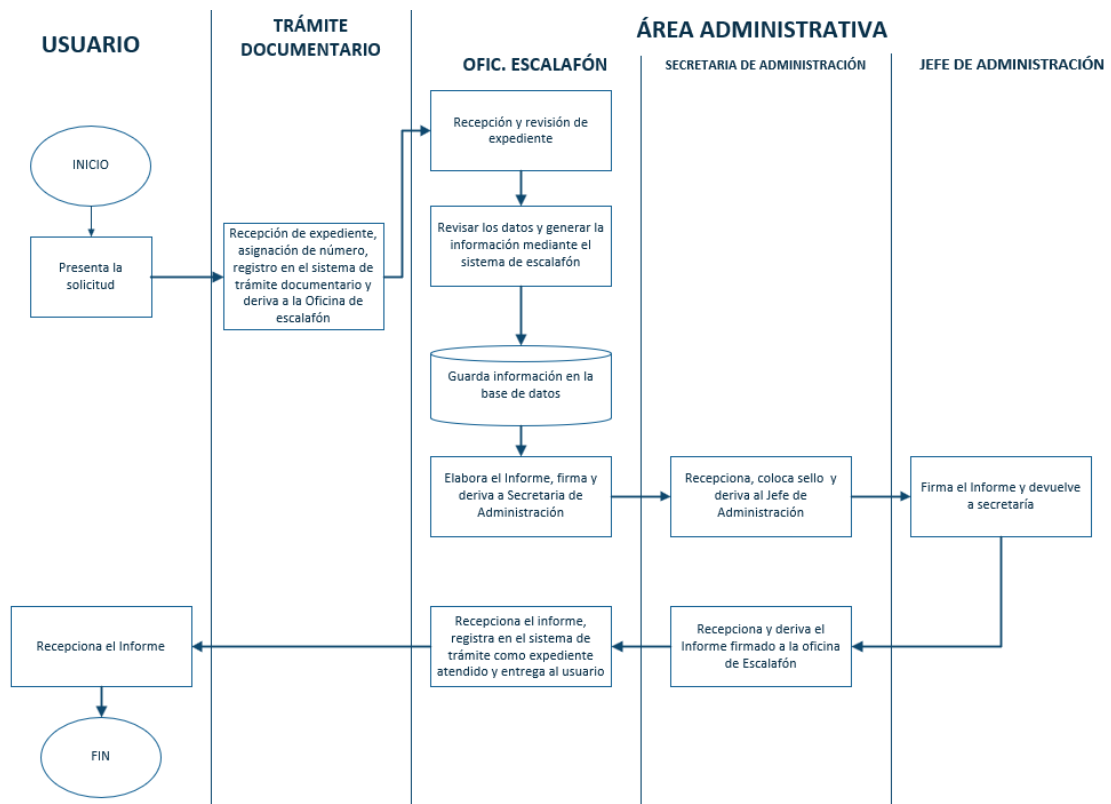 USUARIO
TRÁMITE
DOCUMENTARIO
ÁREA ADMINISTRATIVA
OFIC. ESCALAFÓN
SECRETARIA DE ADMINISTRACIÓN
JEFE DE ADMINISTRACIÓN
INICIO
Presenta la
solicitud
Recepción de expediente,
asignación de número,
registro en el sistema de
trámite documentario y
deriva a la Oficina de
escalafón
Recepción y revisión de
expediente
Revisar los datos y generar la
información mediante el
sistema de escalafón
Guarda información en la
base de datos
Elabora el Informe, firma y
deriva a Secretaria de
Administración
Recepciona, coloca sello y
deriva al Jefe de
Administración
Firma el Informe y devuelve
a secretaría
Recepciona y deriva el
Informe firmado a la oficina
de Escalafón
Recepciona el informe,
registra en el sistema de
trámite como expediente
atendido y entrega al usuario
Recepciona el Informe
FIN